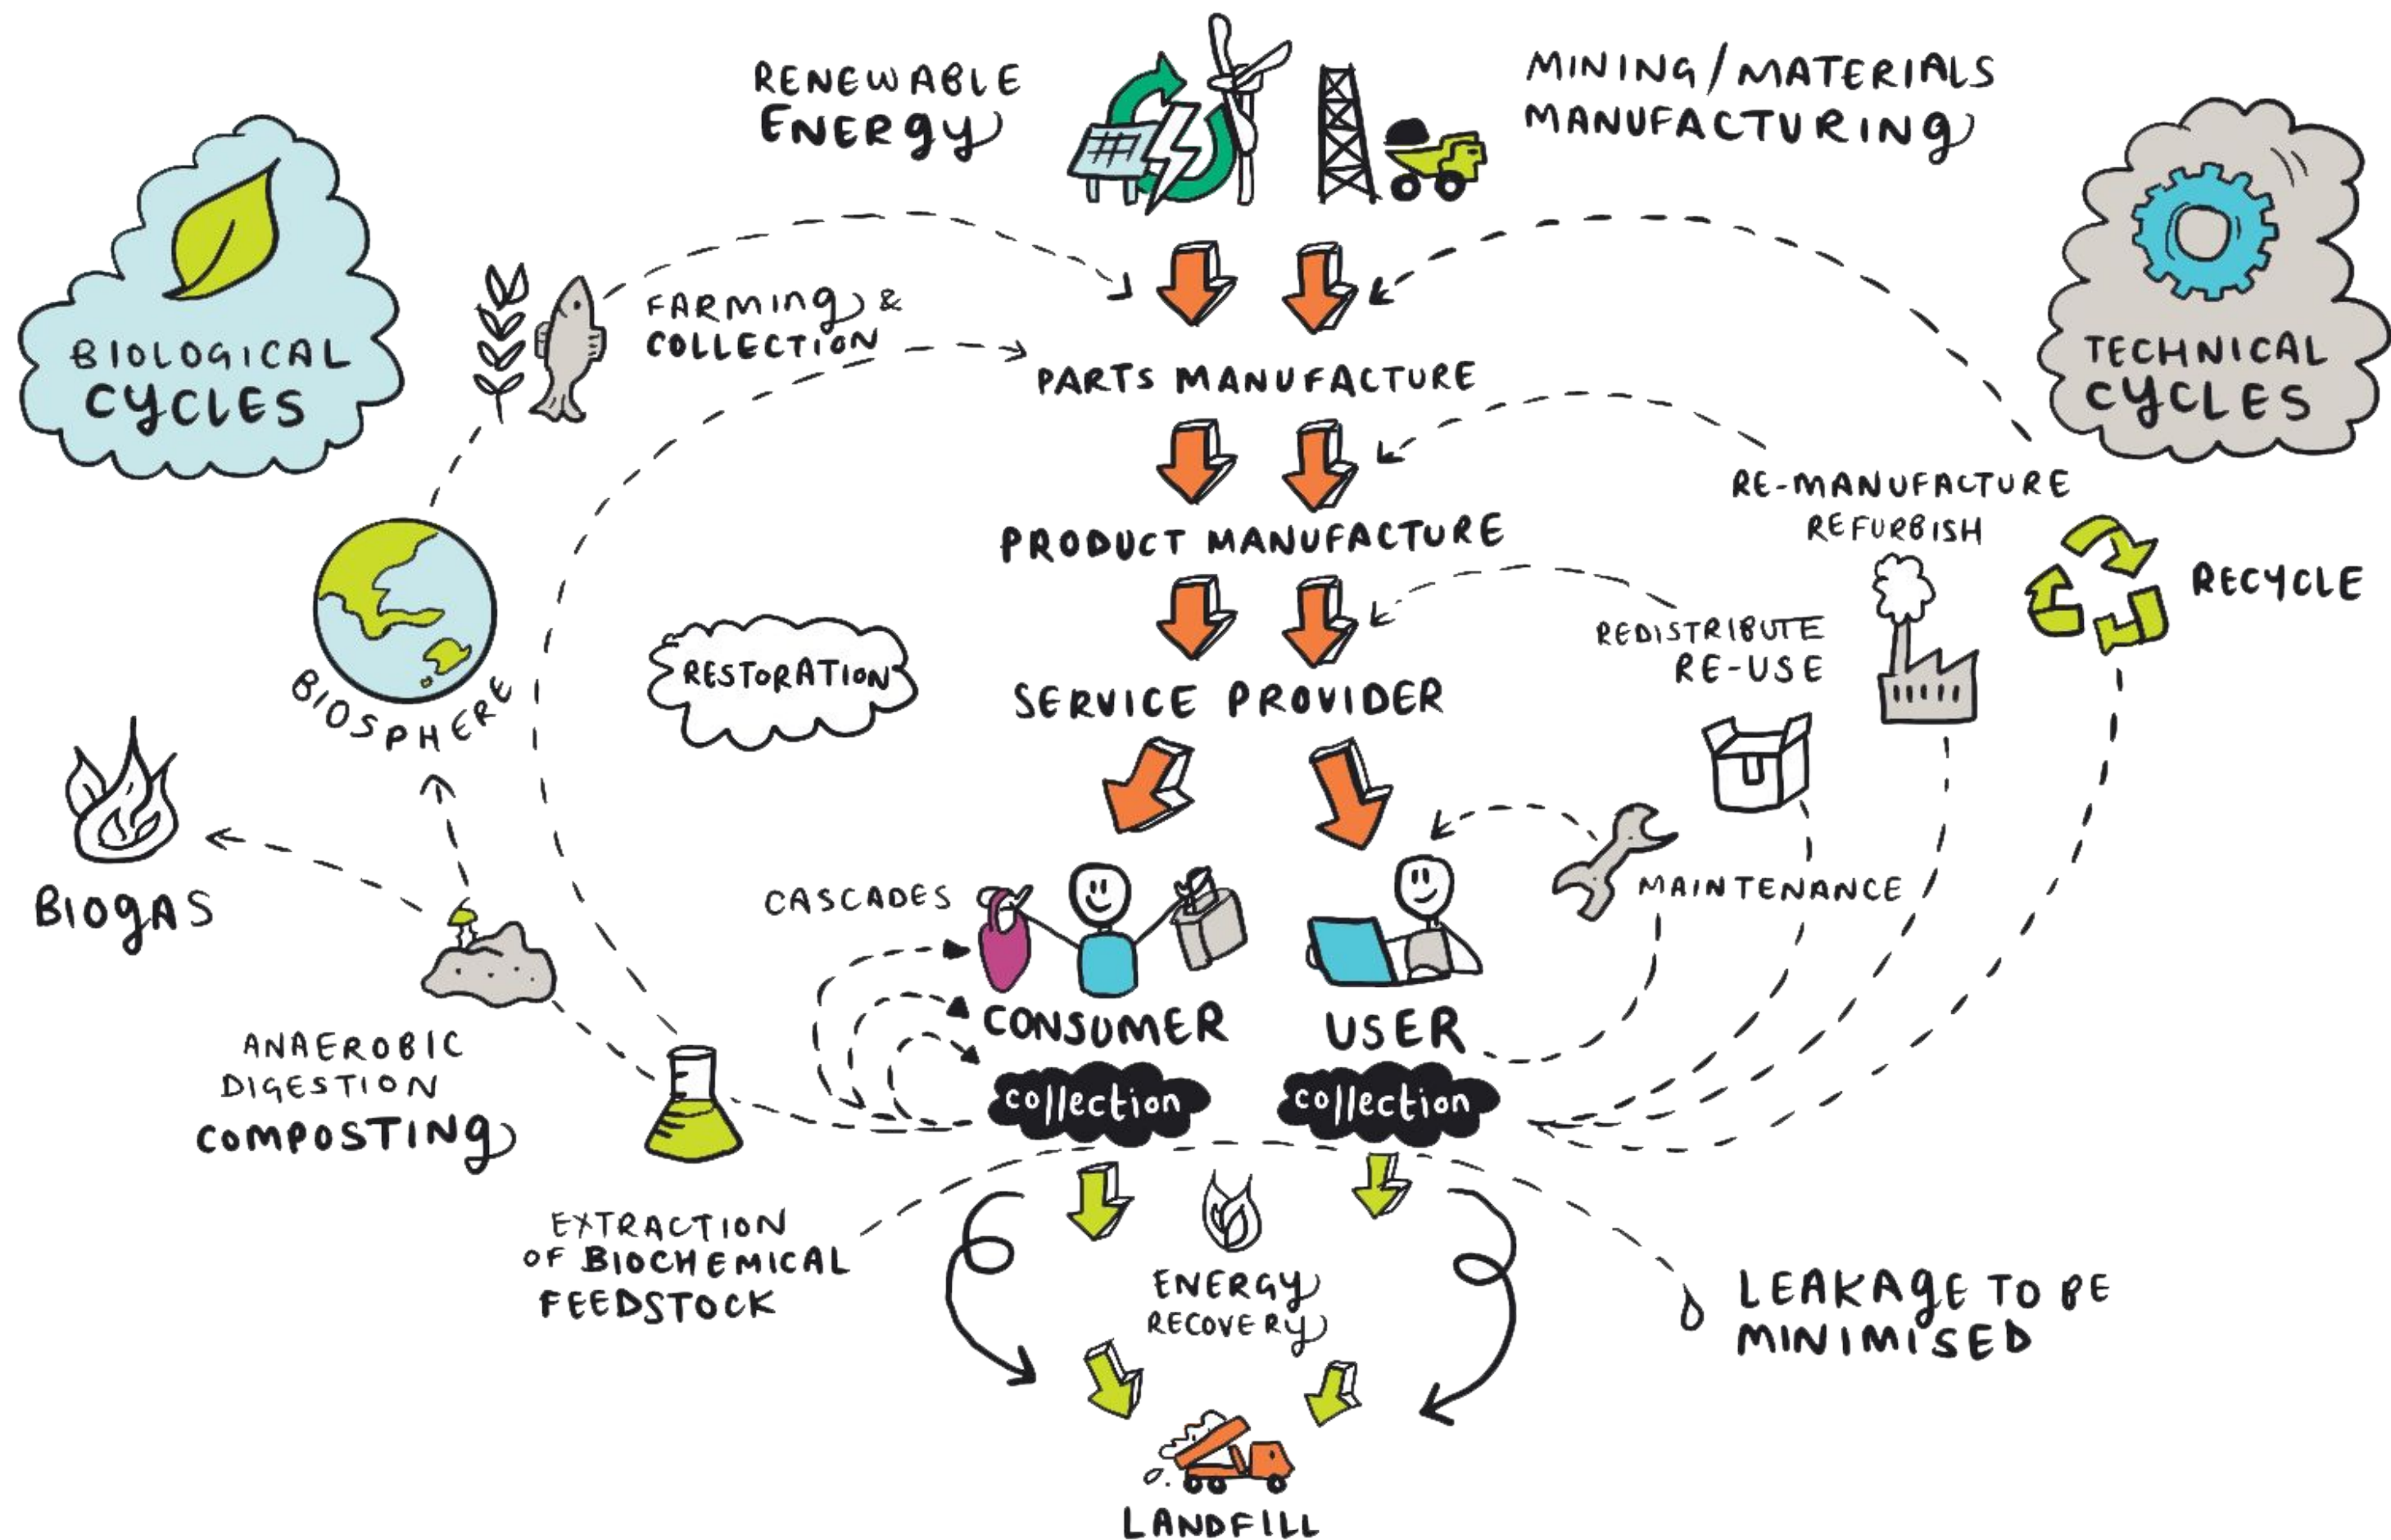 RENEWABLE
ENERGY
MINING/MATERIALS
MANUFACTURING
BIOLOGICAL
CYCLES
FARMING &
COLLECTION
TECHNICAL
CYCLES
PARTS MANUFACTURE
RE-MANUFACTURE
REFURBISH
PRODUCT MANUFACTURE
RECYCLE
REDISTRIBUTE
RE-USE
RESTORATION
SERVICE PROVIDER
BIOSPHERE
BIOGAS
CASCADES
MAINTENANCE
CONSUMER
USER
ANAEROBIC
DIGESTION
COMPOSTING
collection
collection
EXTRACTION
OF BIOCHEMICAL
FEEDSTOCK
ENERGY
RECOVERY
LEAKAGE TO BE
MINIMISED
LANDFILL